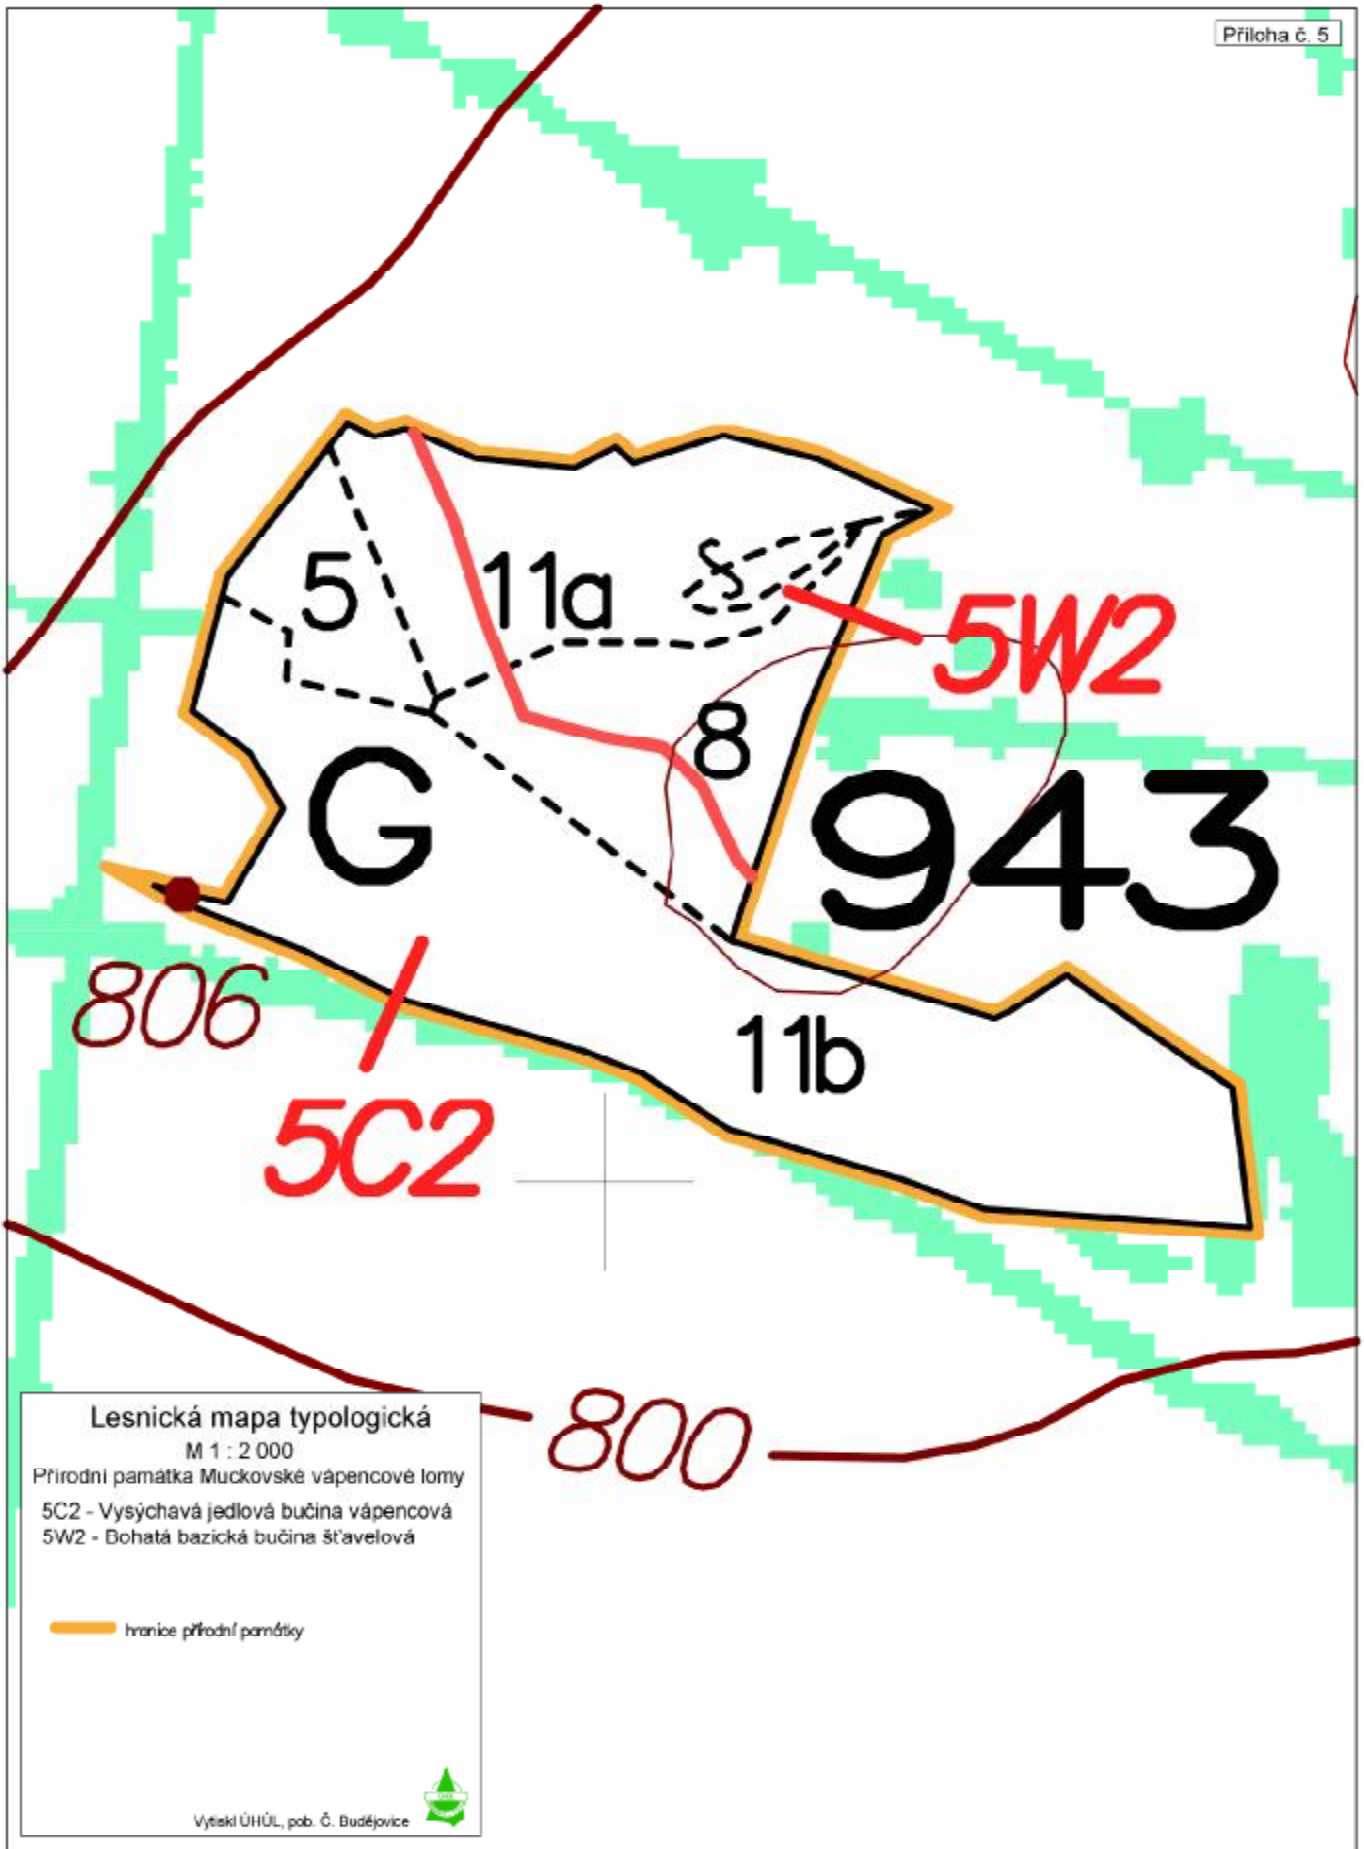 Příloha č. 5
5
11a
5W2
8
G
943
806
11b
5C2
800
Lesnická mapa typologická
M 1 : 2 000
Přírodní památka Muckovské vápencové lomy
5C2 - Vysýchavá jedlová bučina vápencová
5W2 - Bohatá bazická bučina šťavelová
hranice přírodní památky
Vytiskl ÚHÚL, pob. Č. Budějovice